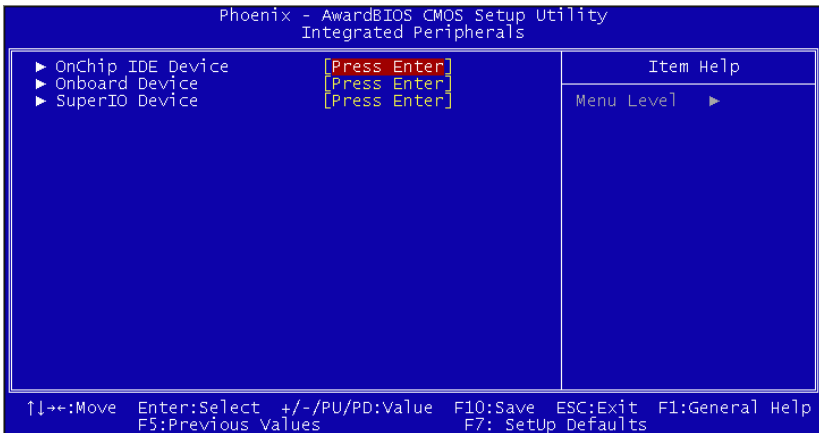 Phoenix - AwardBIOS CMOS Setup Utility
Integrated Peripherals
► OnChip IDE Device [Press Enter]
► Onboard Device [Press Enter]
► SuperIO Device [Press Enter]
Item Help
Menu Level ►
↑↓→←:Move Enter:Select +/-/PU/PD:Value F10:Save ESC:Exit F1:General Help
F5:Previous Values F7: SetUp Defaults